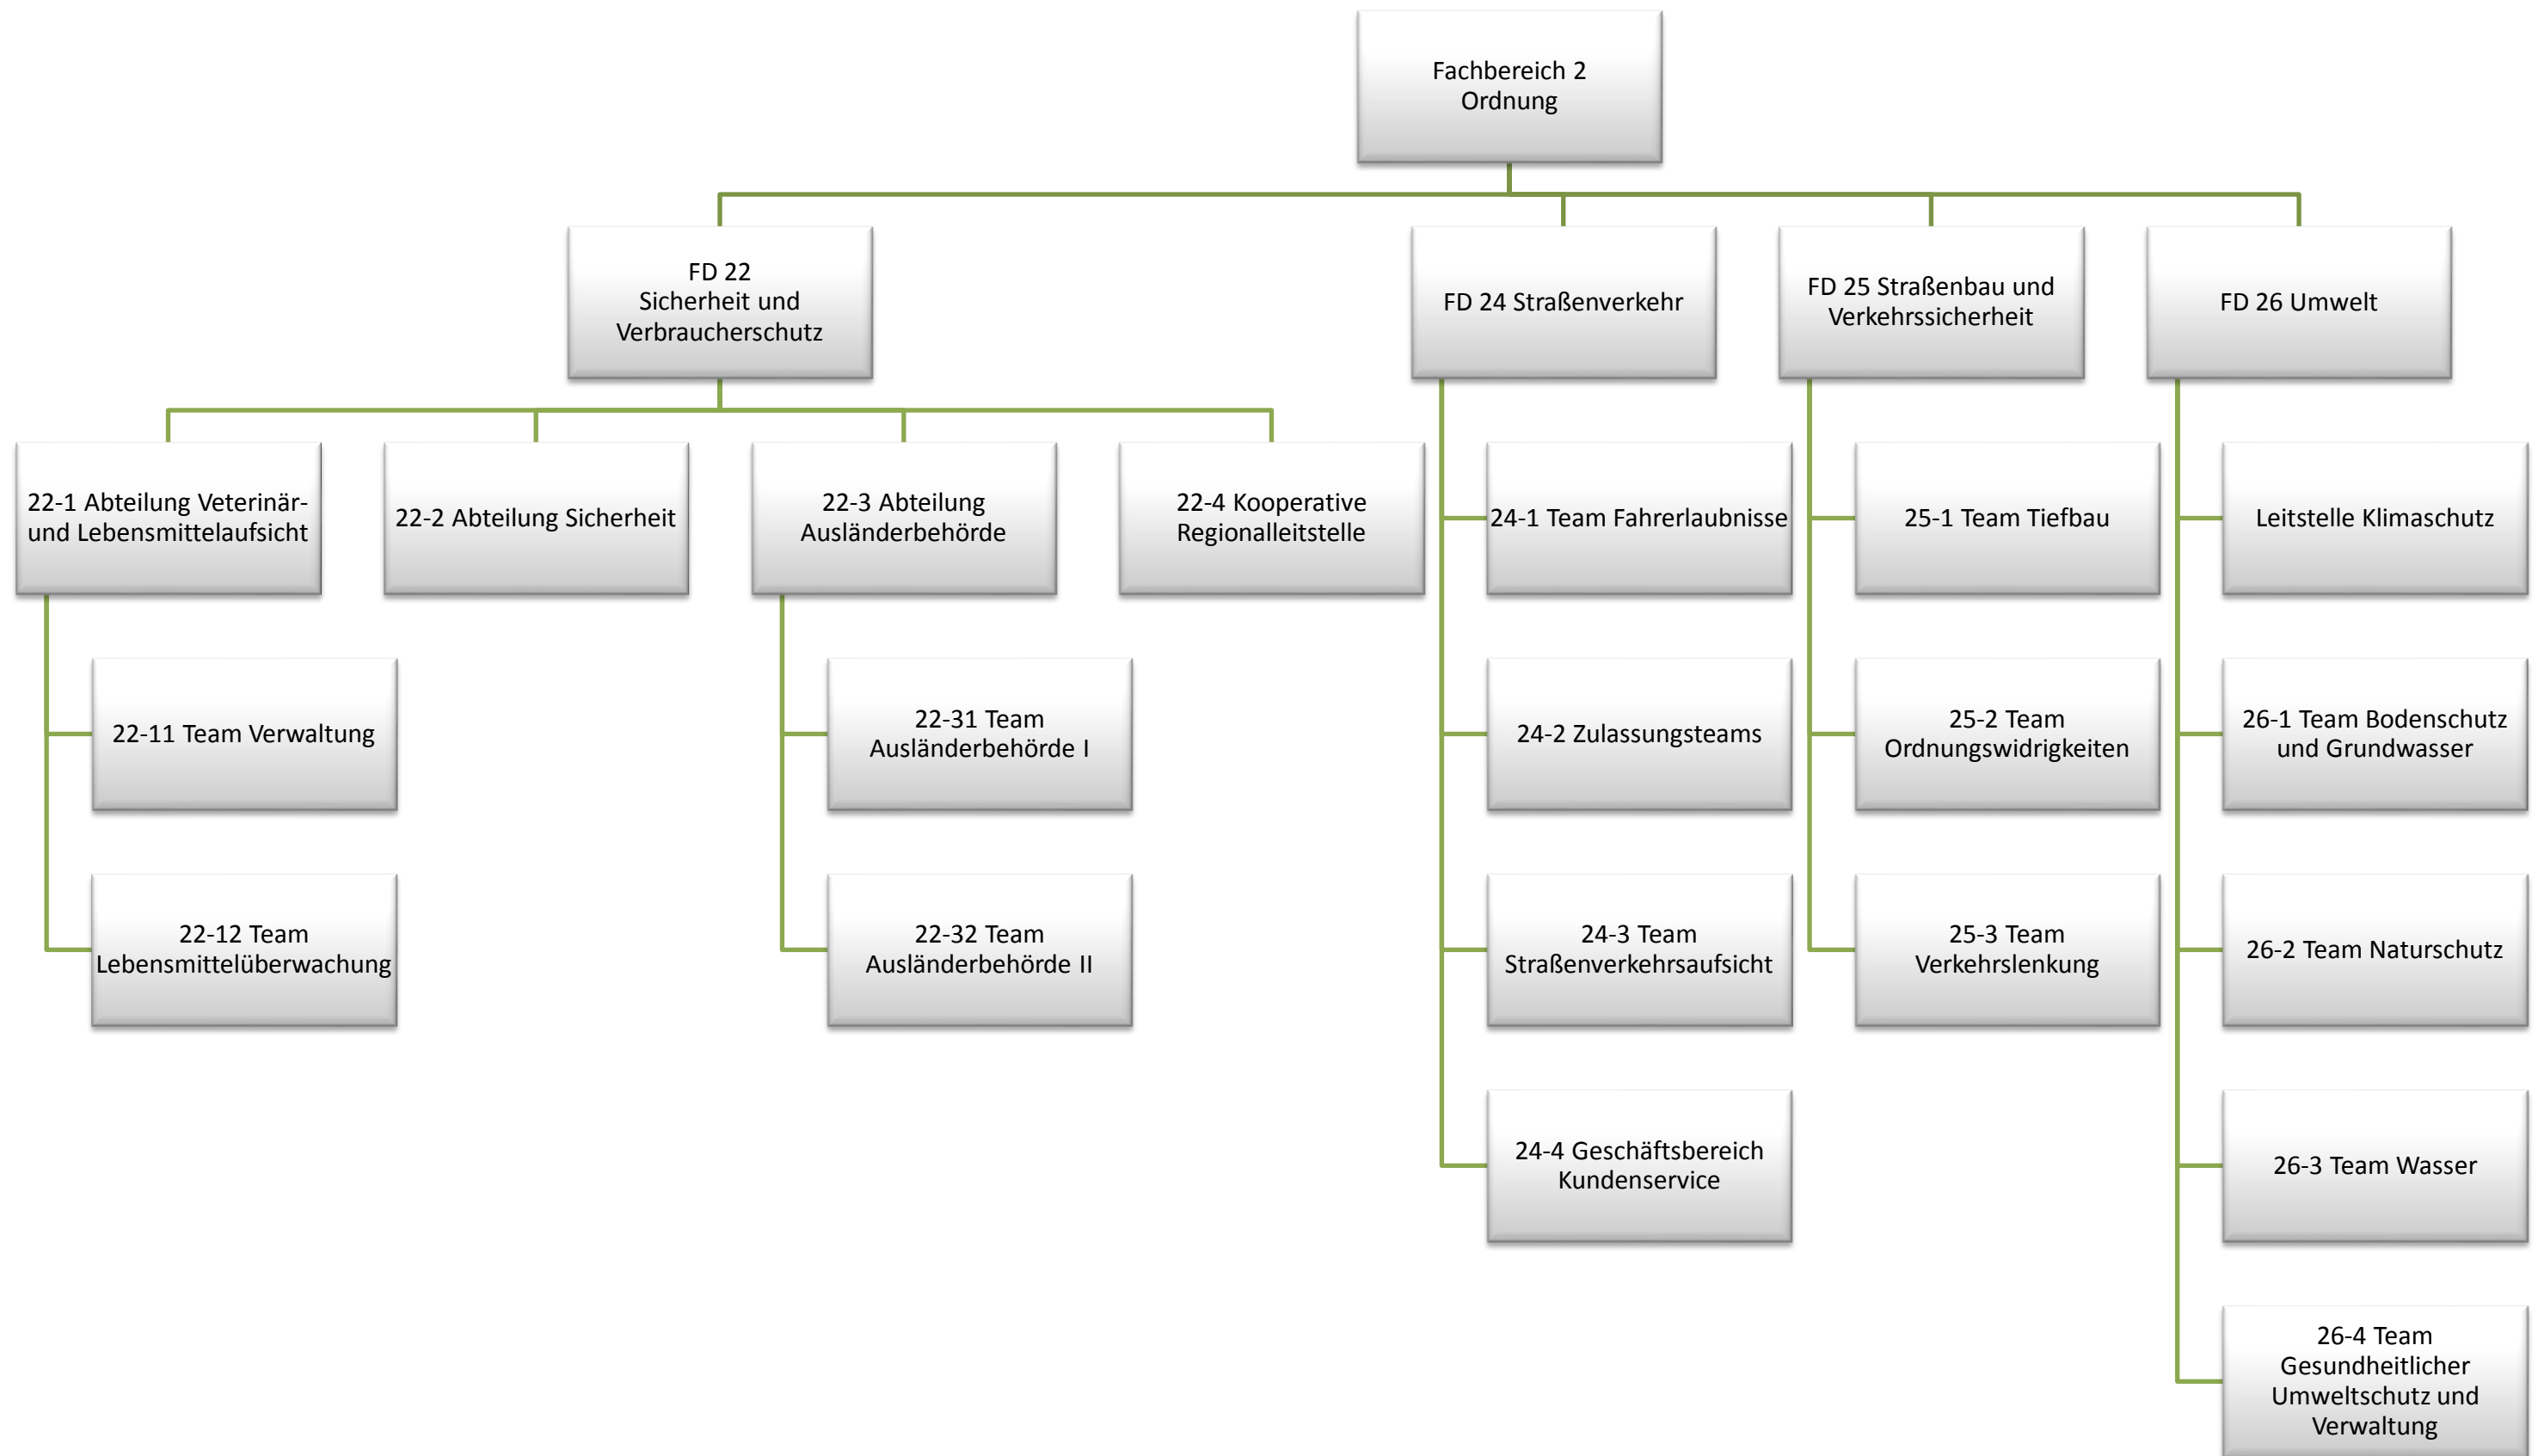 Fachbereich 2
Ordnung
FD 22
Sicherheit und
Verbraucherschutz
FD 24 Straßenverkehr
FD 25 Straßenbau und
Verkehrssicherheit
FD 26 Umwelt
22-1 Abteilung Veterinär-
und Lebensmittelaufsicht
22-2 Abteilung Sicherheit
22-3 Abteilung
Ausländerbehörde
22-4 Kooperative
Regionalleitstelle
24-1 Team Fahrerlaubnisse
25-1 Team Tiefbau
Leitstelle Klimaschutz
22-11 Team Verwaltung
22-31 Team
Ausländerbehörde I
24-2 Zulassungsteams
25-2 Team
Ordnungswidrigkeiten
26-1 Team Bodenschutz
und Grundwasser
22-12 Team
Lebensmittelüberwachung
22-32 Team
Ausländerbehörde II
24-3 Team
Straßenverkehrsaufsicht
25-3 Team
Verkehrslenkung
26-2 Team Naturschutz
24-4 Geschäftsbereich
Kundenservice
26-3 Team Wasser
26-4 Team
Gesundheitlicher
Umweltschutz und
Verwaltung